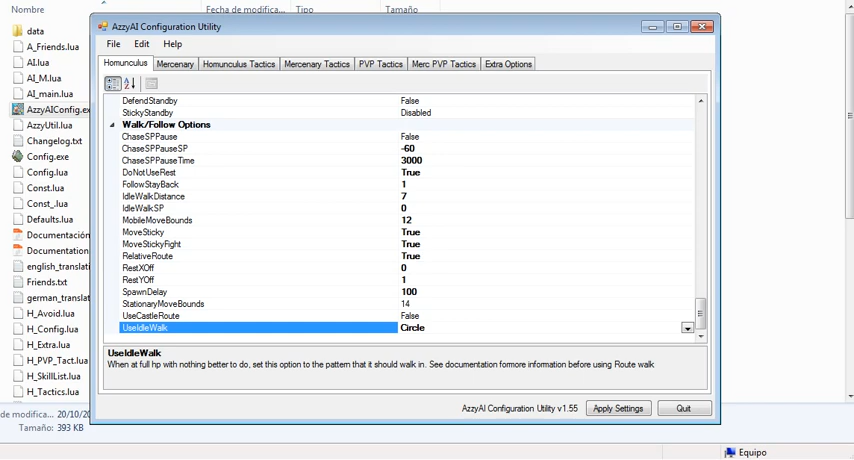 Nombre Fecha de modifica... Tipo Tamaño
data
A_Friends.lua
AI.lua
AI_M.lua
AI_main.lua
AzzyAIConfig.ex
AzzyUtil.lua
Changelog.txt
Config.exe
Config.lua
Const.lua
Const_.lua
Defaults.lua
Documentación
Documentation
english_translati
Friends.txt
german_translat
H_Avoid.lua
H_Config.lua
H_Extra.lua
H_PVP_Tact.lua
H_SkillList.lua
H_Tactics.lua
de modifica... 20/10/20
Tamaño: 393 KB
AzzyAI Configuration Utility
File Edit Help
Homunculus Mercenary Homunculus Tactics Mercenary Tactics PVP Tactics Merc PVP Tactics Extra Options
DefendStandby False
StickyStandby Disabled
Walk/Follow Options
ChaseSPPause False
ChaseSPPauseSP -60
ChaseSPPauseTime 3000
DoNotUseRest True
FollowStayBack 1
IdleWalkDistance 7
IdleWalkSP 0
MobileMoveBounds 12
MoveSticky True
MoveStickyFight True
RelativeRoute True
RestXOff 0
RestYOff 1
SpawnDelay 100
StationaryMoveBounds 14
UseCastleRoute False
UseIdleWalk Circle
UseIdleWalk
When at full hp with nothing better to do, set this option to the pattern that it should walk in. See documentation formore information before using Route walk
AzzyAI Configuration Utility v1.55 Apply Settings Quit
Equipo